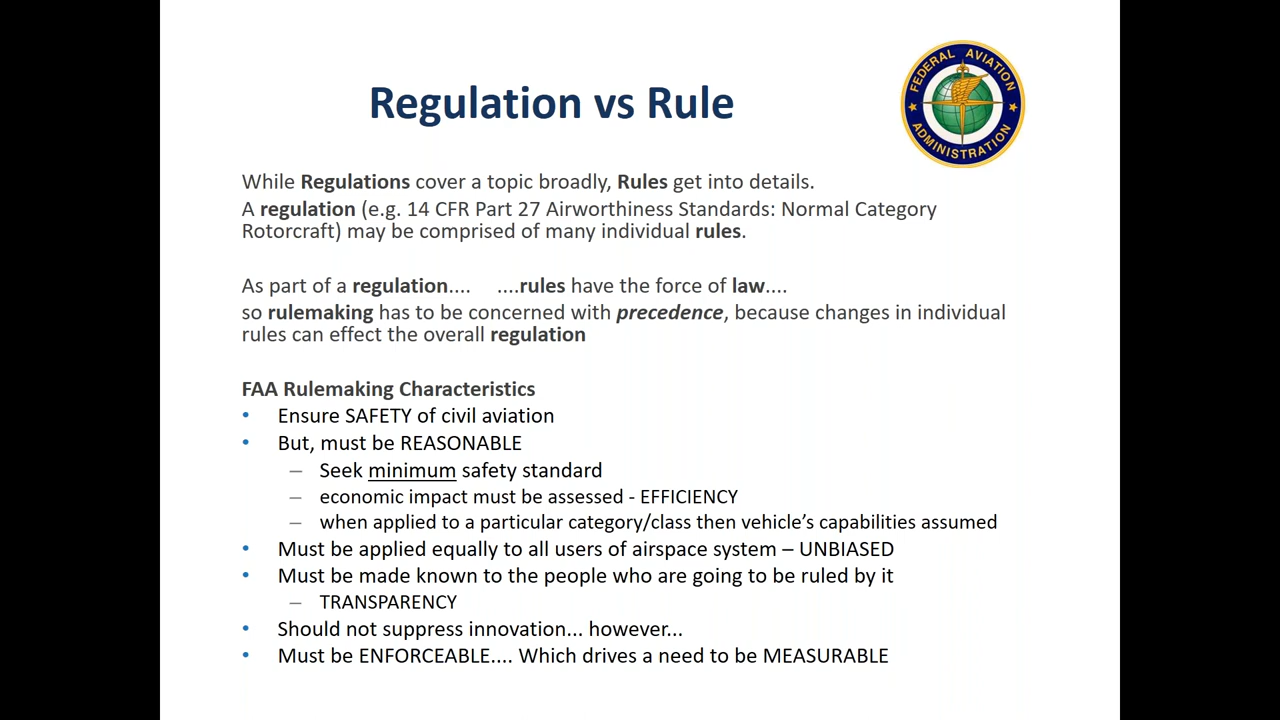 Regulation vs Rule
FEDERAL AVIATION
ADMINISTRATION
While Regulations cover a topic broadly, Rules get into details.
A regulation (e.g. 14 CFR Part 27 Airworthiness Standards: Normal Category
Rotorcraft) may be comprised of many individual rules.
As part of a regulation.... ....rules have the force of law....
so rulemaking has to be concerned with precedence, because changes in individual
rules can effect the overall regulation
FAA Rulemaking Characteristics
• Ensure SAFETY of civil aviation
• But, must be REASONABLE
– Seek minimum safety standard
– economic impact must be assessed - EFFICIENCY
– when applied to a particular category/class then vehicle's capabilities assumed
• Must be applied equally to all users of airspace system – UNBIASED
• Must be made known to the people who are going to be ruled by it
– TRANSPARENCY
• Should not suppress innovation... however...
• Must be ENFORCEABLE.... Which drives a need to be MEASURABLE